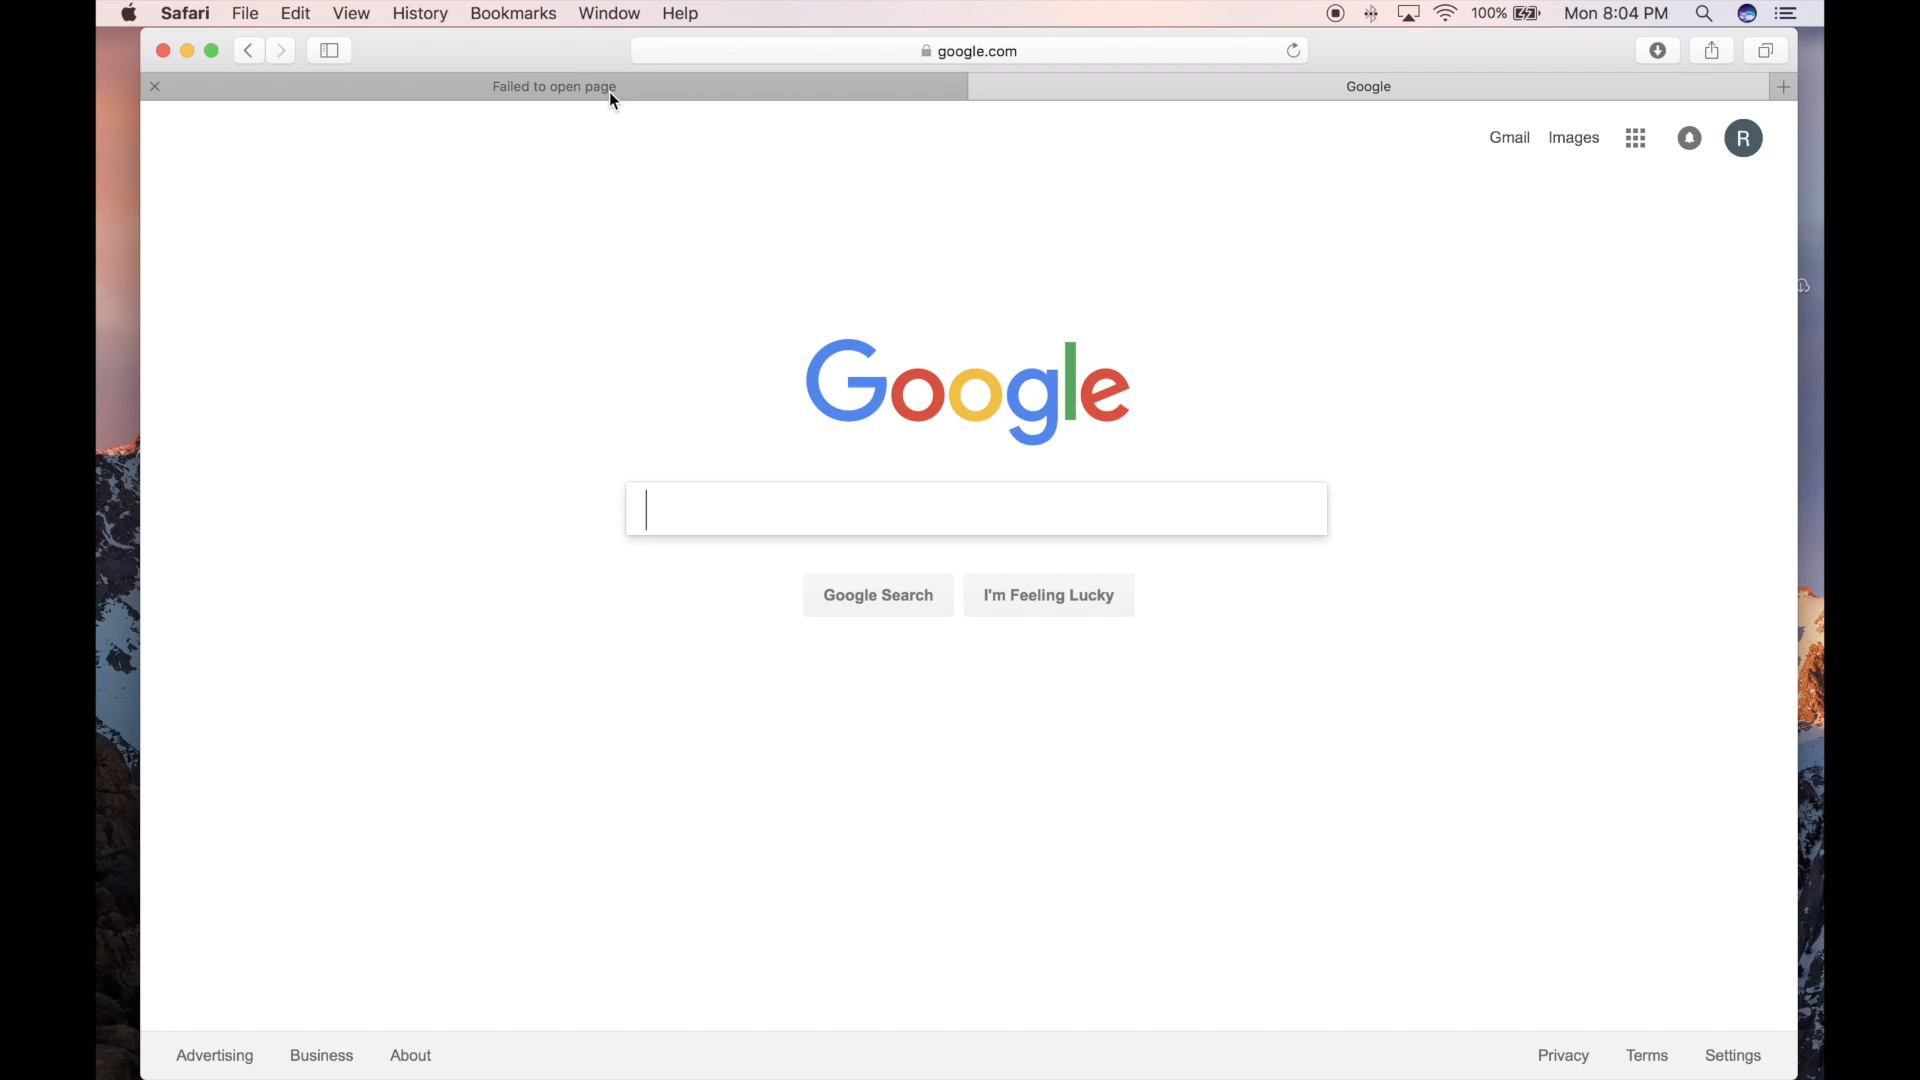 Safari File Edit View History Bookmarks Window Help 100% Mon 8:04 PM
google.com
Failed to open page Google
Gmail Images R
Google
Google Search I'm Feeling Lucky
Advertising Business About Privacy Terms Settings